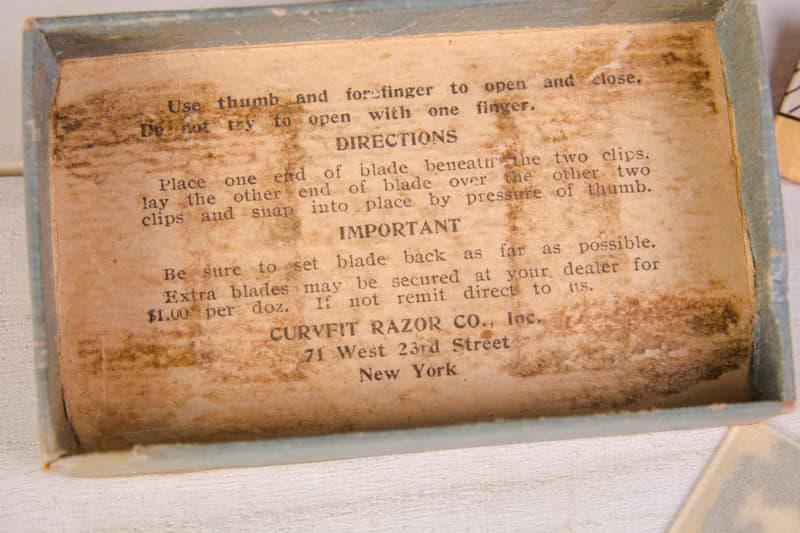 Use thumb and forefinger to open and close.
Do not try to open with one finger.
DIRECTIONS
Place one end of blade beneath the two clips,
lay the other end of blade over the other two
clips and snap into place by pressure of thumb.
IMPORTANT
Be sure to set blade back as far as possible.
Extra blades may be secured at your dealer for
$1.00 per doz. If not remit direct to us.
CURVFIT RAZOR CO., Inc.
71 West 23rd Street
New York